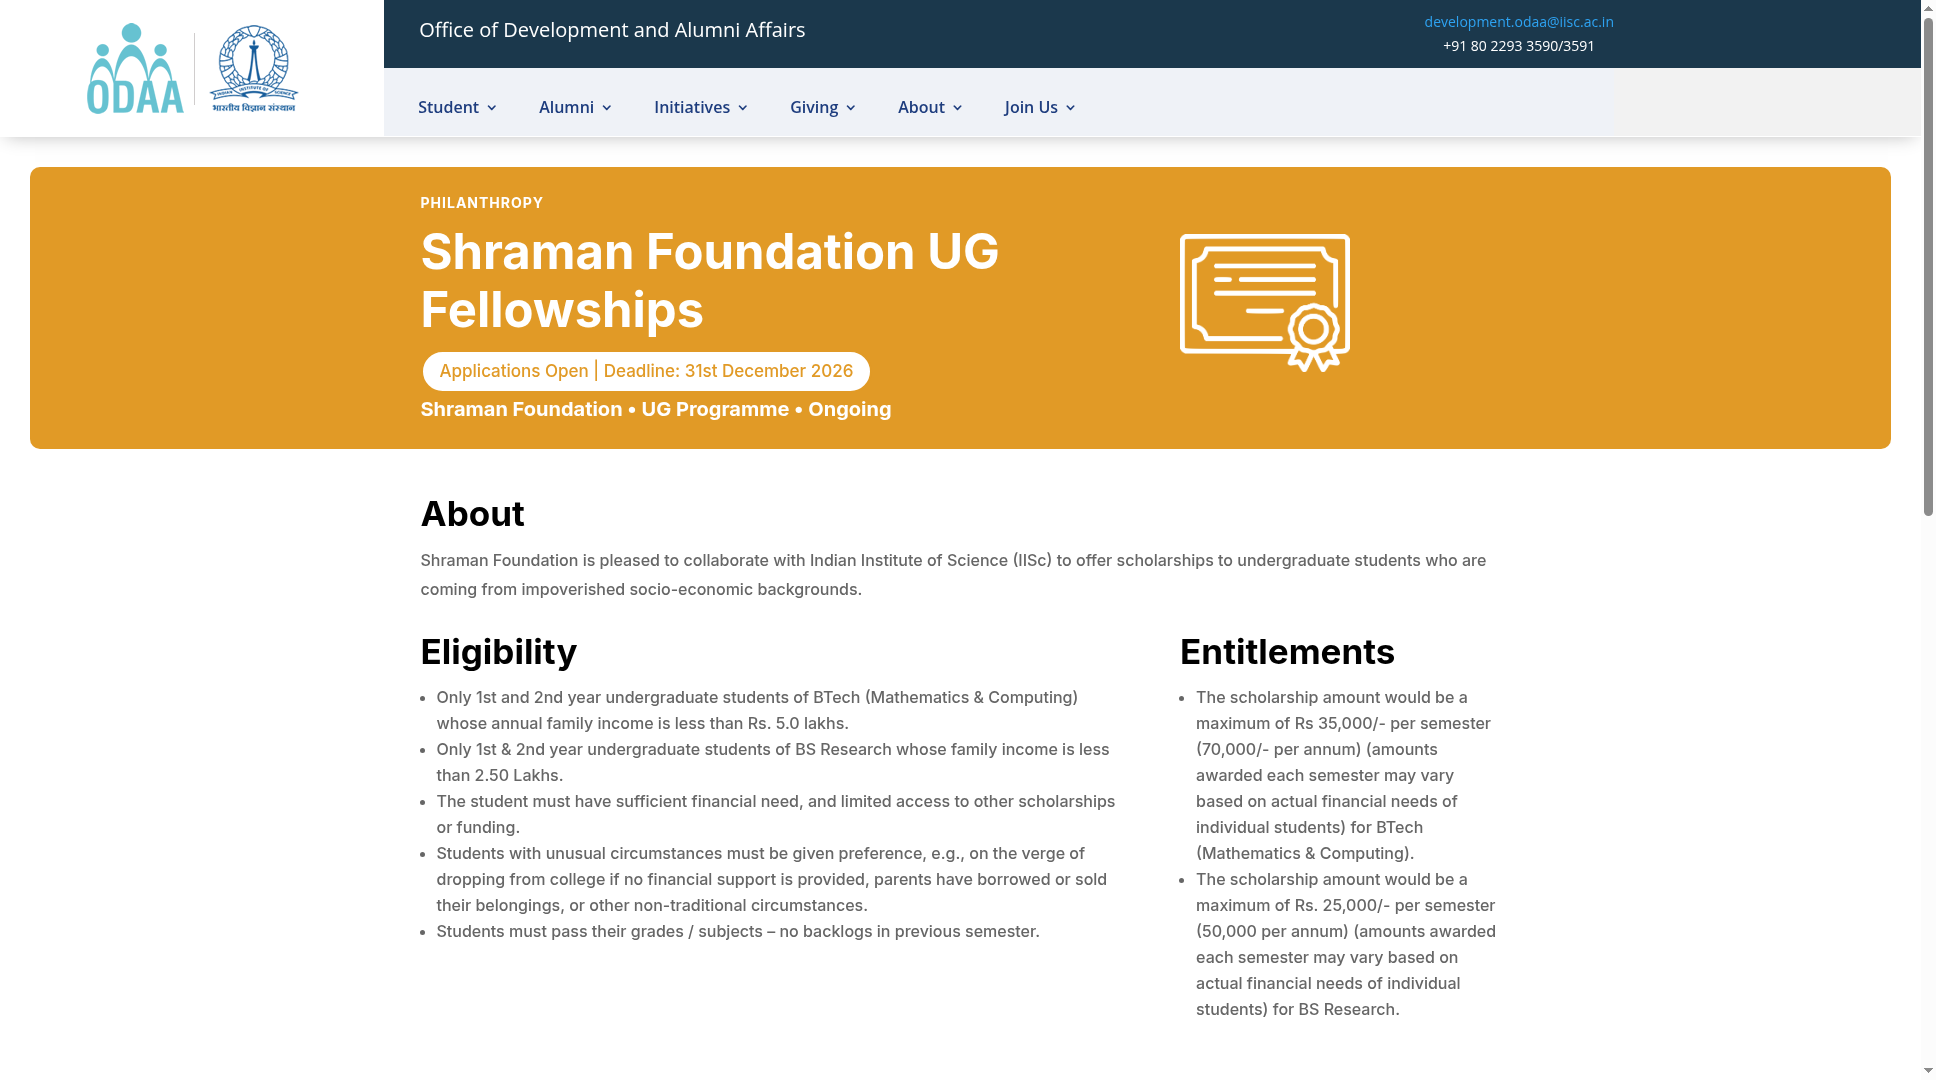 ODAA
INDIAN INSTITUTE OF SCIENCE
भारतीय विज्ञान संस्थान
Office of Development and Alumni Affairs
development.odaa@iisc.ac.in
+91 80 2293 3590/3591
Student
Alumni
Initiatives
Giving
About
Join Us
PHILANTHROPY
Shraman Foundation UG
Fellowships
Applications Open | Deadline: 31st December 2026
Shraman Foundation • UG Programme • Ongoing
About
Shraman Foundation is pleased to collaborate with Indian Institute of Science (IISc) to offer scholarships to undergraduate students who are
coming from impoverished socio-economic backgrounds.
Eligibility
• Only 1st and 2nd year undergraduate students of BTech (Mathematics & Computing)
whose annual family income is less than Rs. 5.0 lakhs.
• Only 1st & 2nd year undergraduate students of BS Research whose family income is less
than 2.50 Lakhs.
• The student must have sufficient financial need, and limited access to other scholarships
or funding.
• Students with unusual circumstances must be given preference, e.g., on the verge of
dropping from college if no financial support is provided, parents have borrowed or sold
their belongings, or other non-traditional circumstances.
• Students must pass their grades / subjects – no backlogs in previous semester.
Entitlements
• The scholarship amount would be a
maximum of Rs 35,000/- per semester
(70,000/- per annum) (amounts
awarded each semester may vary
based on actual financial needs of
individual students) for BTech
(Mathematics & Computing).
• The scholarship amount would be a
maximum of Rs. 25,000/- per semester
(50,000 per annum) (amounts awarded
each semester may vary based on
actual financial needs of individual
students) for BS Research.